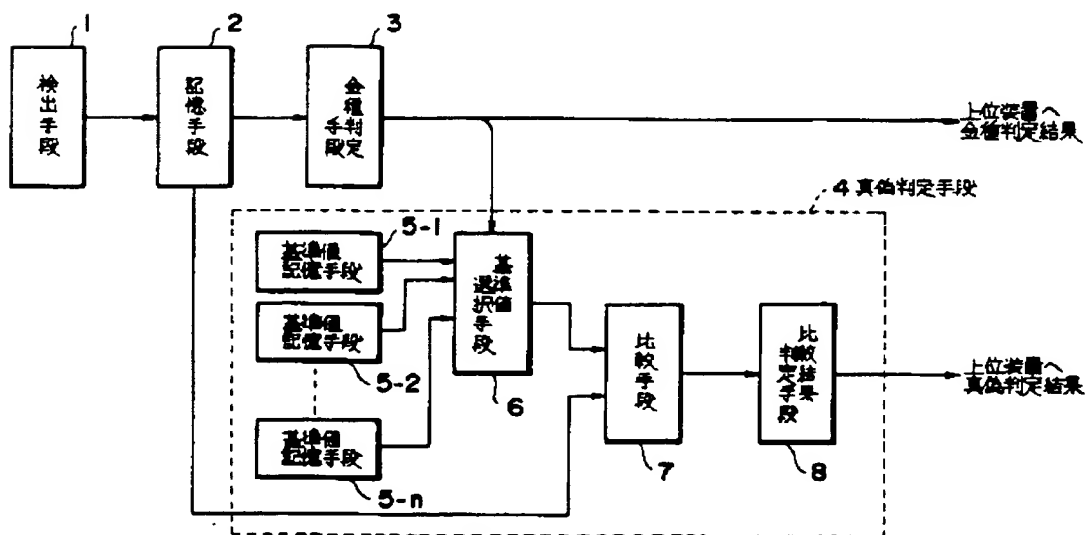 1
2
3
検出手段
記憶手段
金種判定
手段
上位装置へ
金種判定結果
4 真偽判定手段
5-1
基準値
記憶手段
基準値
記憶手段
5-2
基準値
記憶手段
5-n
基準値
選択手段
6
比較手段
7
比較結果
判定手段
8
上位装置へ
真偽判定結果